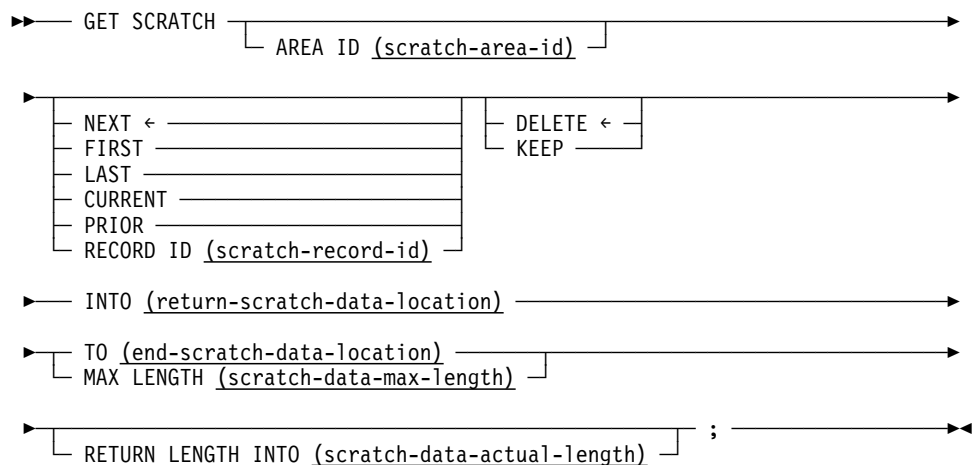 GET SCRATCH
AREA ID (scratch-area-id)
NEXT ←
FIRST
LAST
CURRENT
PRIOR
RECORD ID (scratch-record-id)
DELETE ←
KEEP
INTO (return-scratch-data-location)
TO (end-scratch-data-location)
MAX LENGTH (scratch-data-max-length)
RETURN LENGTH INTO (scratch-data-actual-length)
;